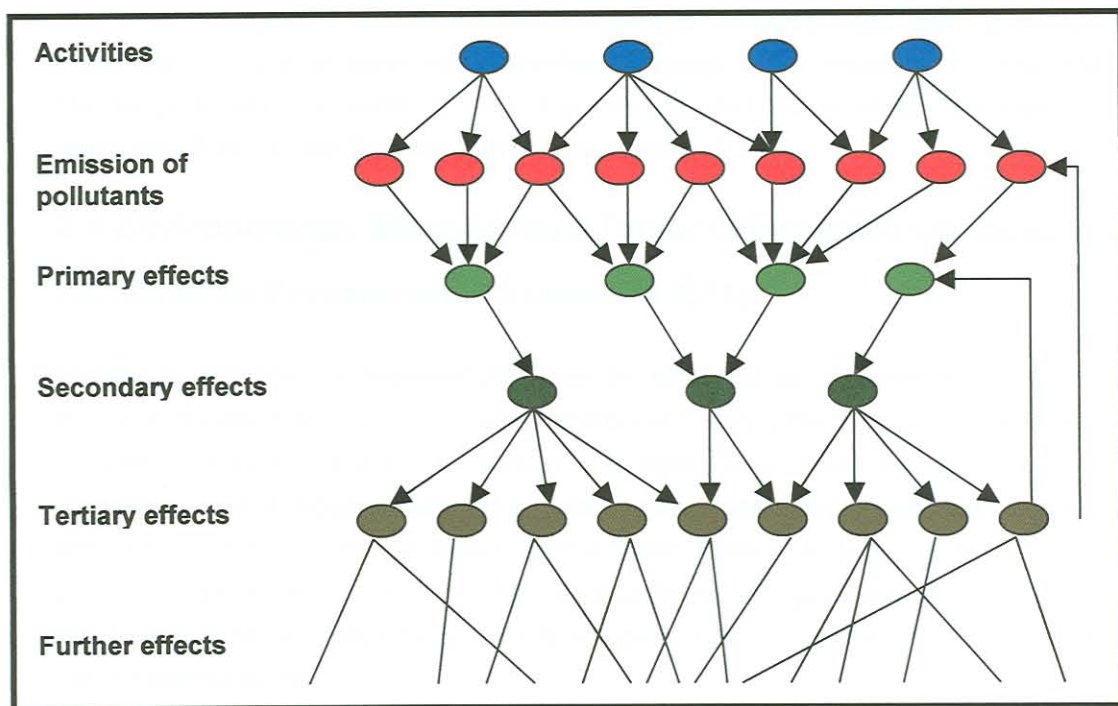 Activities
Emission of
pollutants
Primary effects
Secondary effects
Tertiary effects
Further effects